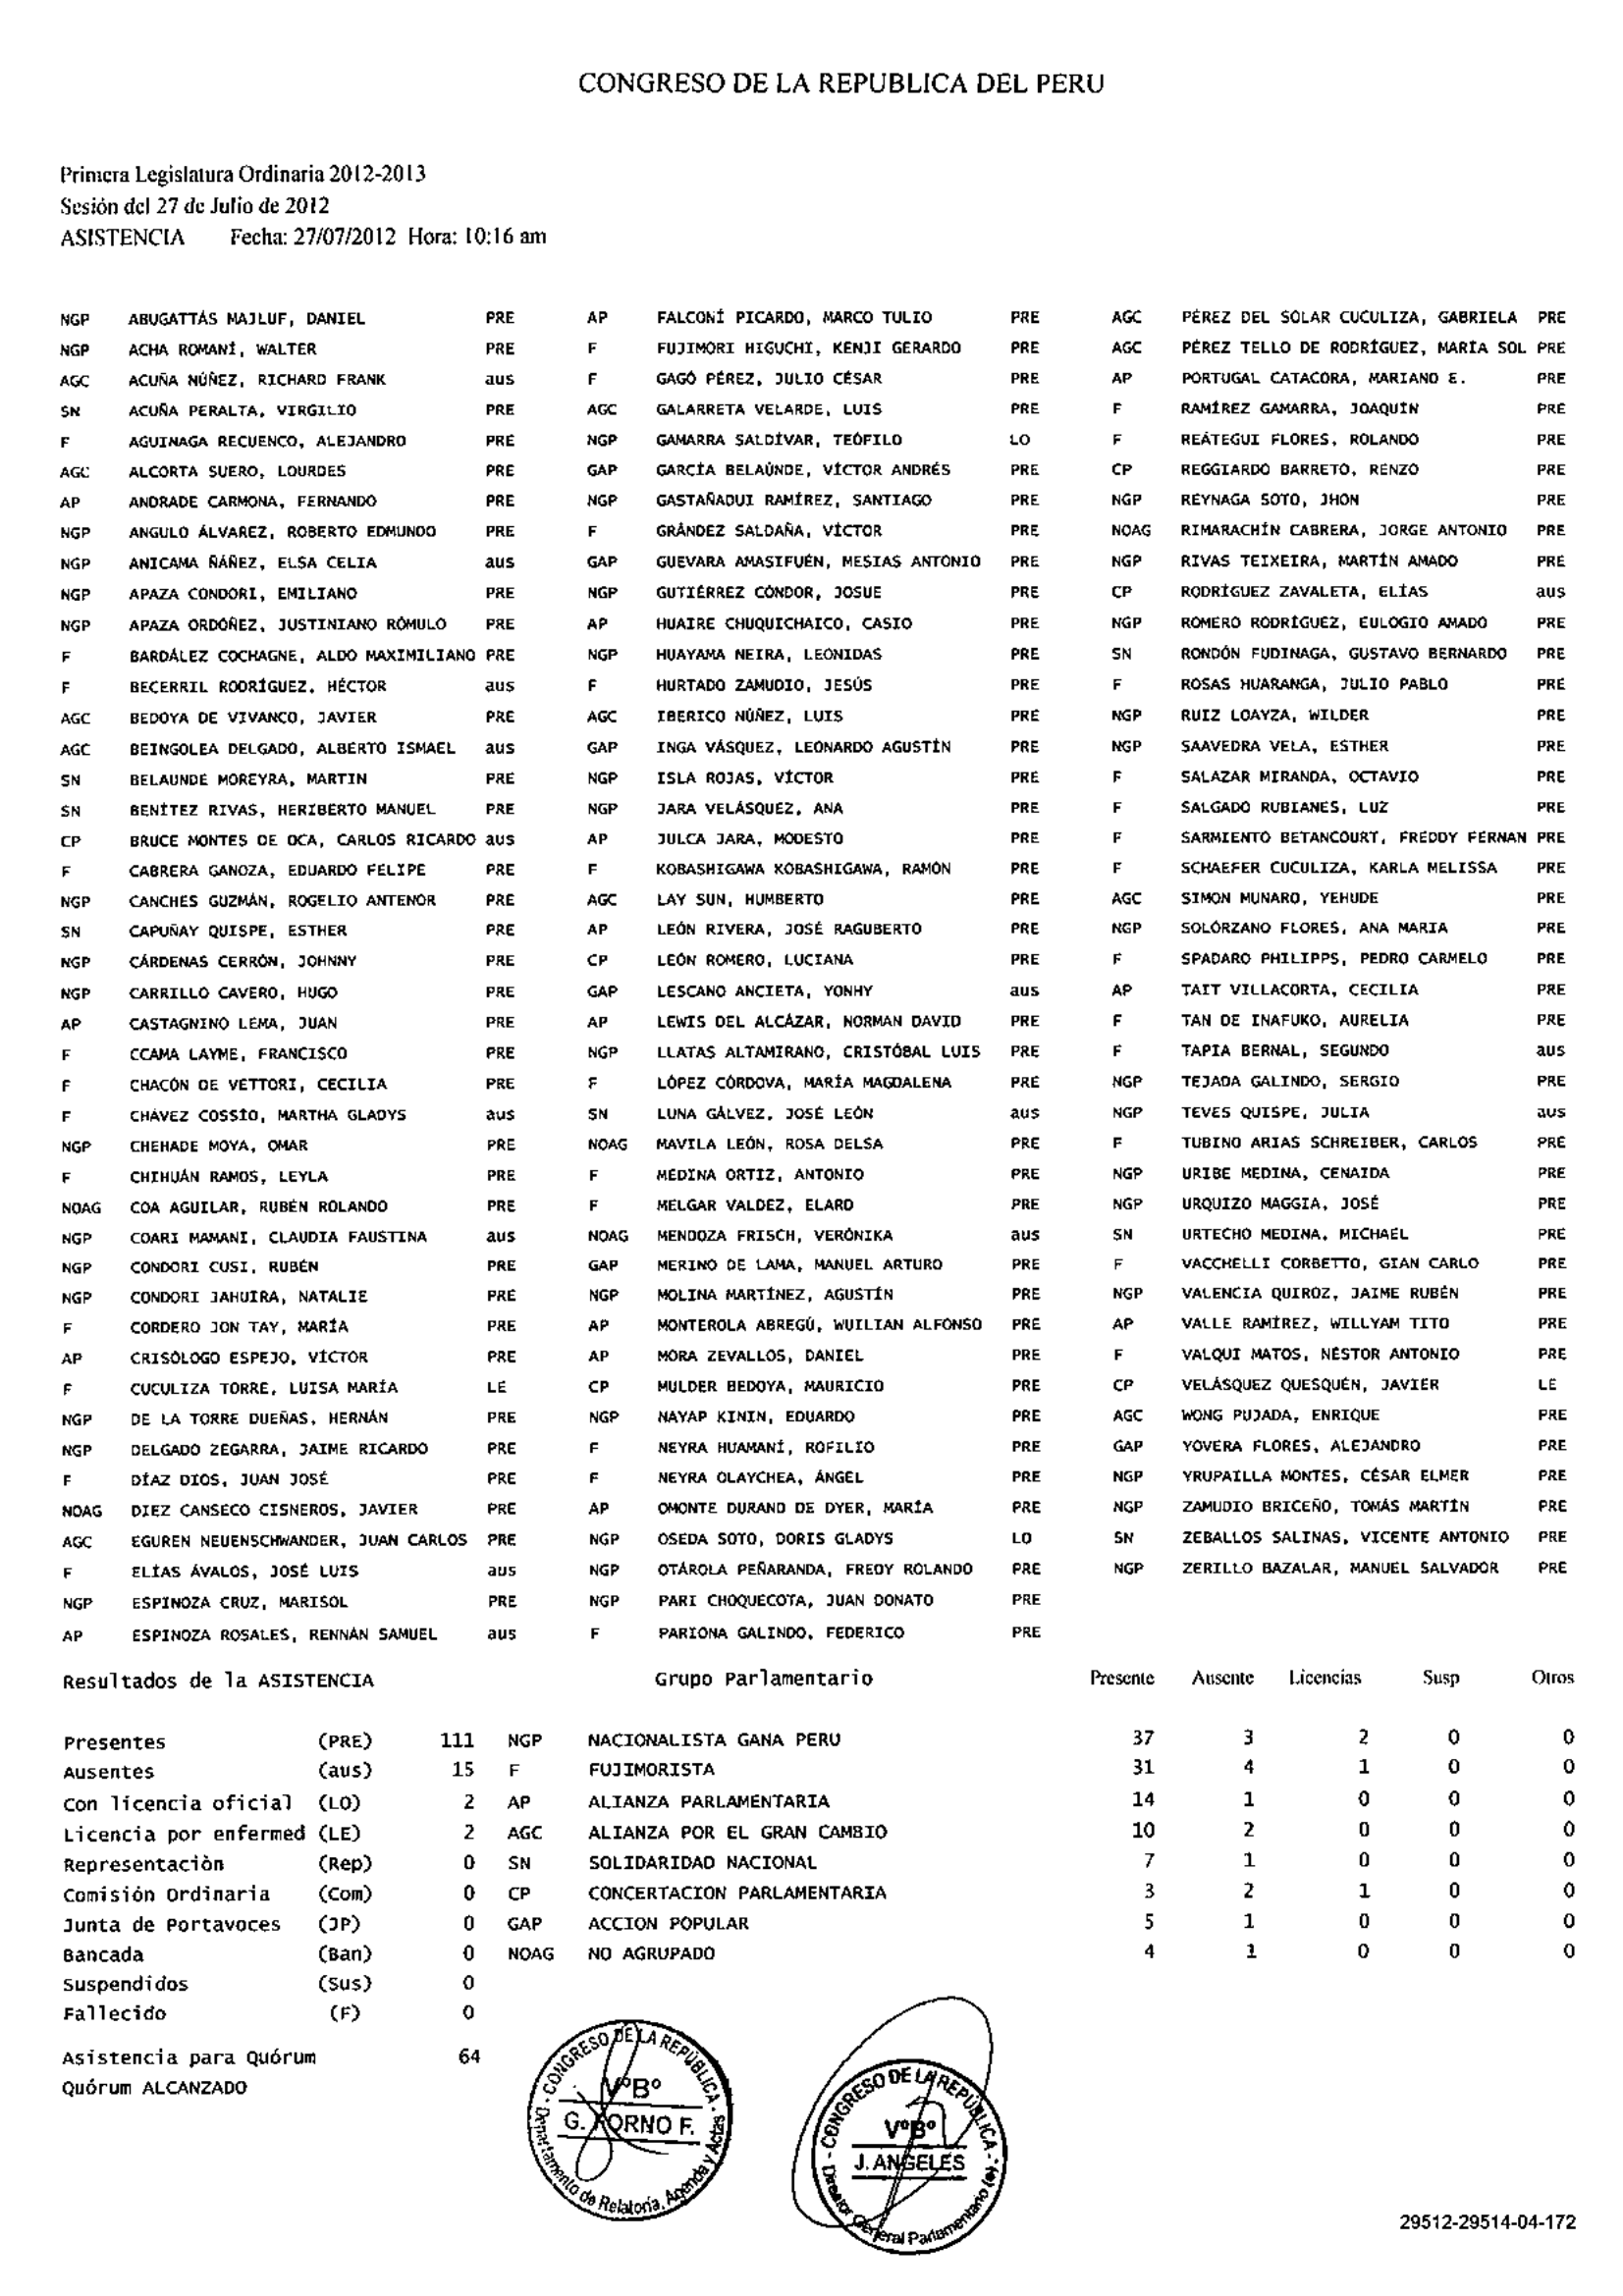 CONGRESO DE LA REPUBLICA DEL PERU
Primera Legislatura Ordinaria 2012-2013
Sesión del 27 de Julio de 2012
ASISTENCIA Fecha: 27/07/2012 Hora: 10:16 am
NGP ABUGATTÁS MAJLUF, DANIEL PRE AP FALCONÍ PICARDO, MARCO TULIO PRE AGC PÉREZ DEL SOLAR CUCULIZA, GABRIELA PRE
NGP ACHA ROMANÍ, WALTER PRE F FUJIMORI HIGUCHI, KENJI GERARDO PRE AGC PÉREZ TELLO DE RODRÍGUEZ, MARÍA SOL PRE
AGC ACUÑA NÚÑEZ, RICHARD FRANK aus F GAGÓ PÉREZ, JULIO CÉSAR PRE AP PORTUGAL CATACORA, MARIANO E. PRE
SN ACUÑA PERALTA, VIRGILIO PRE AGC GALARRETA VELARDE, LUIS PRE F RAMÍREZ GAMARRA, JOAQUÍN PRE
F AGUINAGA RECUENCO, ALEJANDRO PRE NGP GAMARRA SALDÍVAR, TEÓFILO LO F REÁTEGUI FLORES, ROLANDO PRE
AGC ALCORTA SUERO, LOURDES PRE GAP GARCÍA BELAÚNDE, VÍCTOR ANDRÉS PRE CP REGGIARDO BARRETO, RENZO PRE
AP ANDRADE CARMONA, FERNANDO PRE NGP GASTAÑADUI RAMÍREZ, SANTIAGO PRE NGP REYNAGA SOTO, JHON PRE
NGP ANGULO ÁLVAREZ, ROBERTO EDMUNDO PRE F GRÁNDEZ SALDAÑA, VÍCTOR PRE NOAG RIMARACHÍN CABRERA, JORGE ANTONIO PRE
NGP ANICAMA ÑÁÑEZ, ELSA CELIA aus GAP GUEVARA AMASIFUÉN, MESIAS ANTONIO PRE NGP RIVAS TEIXEIRA, MARTÍN AMADO PRE
NGP APAZA CONDORI, EMILIANO PRE NGP GUTIÉRREZ CÓNDOR, JOSUE PRE CP RODRÍGUEZ ZAVALETA, ELÍAS aus
NGP APAZA ORDÓÑEZ, JUSTINIANO RÓMULO PRE AP HUAIRE CHUQUICHAICO, CASIO PRE NGP ROMERO RODRÍGUEZ, EULOGIO AMADO PRE
F BARDÁLEZ COCHAGNE, ALDO MAXIMILIANO PRE NGP HUAYAMA NEIRA, LEONIDAS PRE SN RONDÓN FUDINAGA, GUSTAVO BERNARDO PRE
F BECERRIL RODRÍGUEZ, HÉCTOR aus F HURTADO ZAMUDIO, JESÚS PRE F ROSAS HUARANGA, JULIO PABLO PRE
AGC BEDOYA DE VIVANCO, JAVIER PRE AGC IBERICO NÚÑEZ, LUIS PRE NGP RUIZ LOAYZA, WILDER PRE
AGC BEINGOLEA DELGADO, ALBERTO ISMAEL aus GAP INGA VÁSQUEZ, LEONARDO AGUSTÍN PRE NGP SAAVEDRA VELA, ESTHER PRE
SN BELAUNDE MOREYRA, MARTIN PRE NGP ISLA ROJAS, VÍCTOR PRE F SALAZAR MIRANDA, OCTAVIO PRE
SN BENÍTEZ RIVAS, HERIBERTO MANUEL PRE NGP JARA VELÁSQUEZ, ANA PRE F SALGADO RUBIANES, LUZ PRE
CP BRUCE MONTES DE OCA, CARLOS RICARDO aus AP JULCA JARA, MODESTO PRE F SARMIENTO BETANCOURT, FREDDY FERNAN PRE
F CABRERA GANOZA, EDUARDO FELIPE PRE F KOBASHIGAWA KOBASHIGAWA, RAMÓN PRE F SCHAEFER CUCULIZA, KARLA MELISSA PRE
NGP CANCHES GUZMÁN, ROGELIO ANTENOR PRE AGC LAY SUN, HUMBERTO PRE AGC SIMON MUNARO, YEHUDE PRE
SN CAPUÑAY QUISPE, ESTHER PRE AP LEÓN RIVERA, JOSÉ RAGUBERTO PRE NGP SOLÓRZANO FLORES, ANA MARIA PRE
NGP CÁRDENAS CERRÓN, JOHNNY PRE CP LEÓN ROMERO, LUCIANA PRE F SPADARO PHILIPPS, PEDRO CARMELO PRE
NGP CARRILLO CAVERO, HUGO PRE GAP LESCANO ANCIETA, YONHY aus AP TAIT VILLACORTA, CECILIA PRE
AP CASTAGNINO LEMA, JUAN PRE AP LEWIS DEL ALCÁZAR, NORMAN DAVID PRE F TAN DE INAFUKO, AURELIA PRE
F CCAMA LAYME, FRANCISCO PRE NGP LLATAS ALTAMIRANO, CRISTÓBAL LUIS PRE F TAPIA BERNAL, SEGUNDO aus
F CHACÓN DE VETTORI, CECILIA PRE F LÓPEZ CÓRDOVA, MARÍA MAGDALENA PRE NGP TEJADA GALINDO, SERGIO PRE
F CHÁVEZ COSSÍO, MARTHA GLADYS aus SN LUNA GÁLVEZ, JOSÉ LEÓN aus NGP TEVES QUISPE, JULIA aus
NGP CHEHADE MOYA, OMAR PRE NOAG MAVILA LEÓN, ROSA DELSA PRE F TUBINO ARIAS SCHREIBER, CARLOS PRE
F CHIHUÁN RAMOS, LEYLA PRE F MEDINA ORTIZ, ANTONIO PRE NGP URIBE MEDINA, CENAIDA PRE
NOAG COA AGUILAR, RUBÉN ROLANDO PRE F MELGAR VALDEZ, ELARD PRE NGP URQUIZO MAGGIA, JOSÉ PRE
NGP COARI MAMANI, CLAUDIA FAUSTINA aus NOAG MENDOZA FRISCH, VERÓNIKA aus SN URTECHO MEDINA, MICHAEL PRE
NGP CONDORI CUSI, RUBÉN PRE GAP MERINO DE LAMA, MANUEL ARTURO PRE F VACCHELLI CORBETTO, GIAN CARLO PRE
NGP CONDORI JAHUIRA, NATALIE PRE NGP MOLINA MARTÍNEZ, AGUSTÍN PRE NGP VALENCIA QUIROZ, JAIME RUBÉN PRE
F CORDERO JON TAY, MARÍA PRE AP MONTEROLA ABREGÚ, WUILIAN ALFONSO PRE AP VALLE RAMÍREZ, WILLYAM TITO PRE
AP CRISÓLOGO ESPEJO, VÍCTOR PRE AP MORA ZEVALLOS, DANIEL PRE F VALQUI MATOS, NÉSTOR ANTONIO PRE
F CUCULIZA TORRE, LUISA MARÍA LE CP MULDER BEDOYA, MAURICIO PRE CP VELÁSQUEZ QUESQUÉN, JAVIER LE
NGP DE LA TORRE DUEÑAS, HERNÁN PRE NGP NAYAP KININ, EDUARDO PRE AGC WONG PUJADA, ENRIQUE PRE
NGP DELGADO ZEGARRA, JAIME RICARDO PRE F NEYRA HUAMANÍ, ROFILIO PRE GAP YOVERA FLORES, ALEJANDRO PRE
F DÍAZ DIOS, JUAN JOSÉ PRE F NEYRA OLAYCHEA, ÁNGEL PRE NGP YRUPAILLA MONTES, CÉSAR ELMER PRE
NOAG DIEZ CANSECO CISNEROS, JAVIER PRE AP OMONTE DURAND DE DYER, MARÍA PRE NGP ZAMUDIO BRICEÑO, TOMÁS MARTÍN PRE
AGC EGUREN NEUENSCHWANDER, JUAN CARLOS PRE NGP OSEDA SOTO, DORIS GLADYS LO SN ZEBALLOS SALINAS, VICENTE ANTONIO PRE
F ELÍAS ÁVALOS, JOSÉ LUIS aus NGP OTÁROLA PEÑARANDA, FREDY ROLANDO PRE NGP ZERILLO BAZALAR, MANUEL SALVADOR PRE
NGP ESPINOZA CRUZ, MARISOL PRE NGP PARI CHOQUECOTA, JUAN DONATO PRE
AP ESPINOZA ROSALES, RENNÁN SAMUEL aus F PARIONA GALINDO, FEDERICO PRE
Resultados de la ASISTENCIA Grupo Parlamentario Presente Ausente Licencias Susp Otros
Presentes (PRE) 111 NGP NACIONALISTA GANA PERU 37 3 2 0 0
Ausentes (aus) 15 F FUJIMORISTA 31 4 1 0 0
Con licencia oficial (LO) 2 AP ALIANZA PARLAMENTARIA 14 1 0 0 0
Licencia por enfermed (LE) 2 AGC ALIANZA POR EL GRAN CAMBIO 10 2 0 0 0
Representación (Rep) 0 SN SOLIDARIDAD NACIONAL 7 1 0 0 0
Comisión Ordinaria (Com) 0 CP CONCERTACION PARLAMENTARIA 3 2 1 0 0
Junta de Portavoces (JP) 0 GAP ACCION POPULAR 5 1 0 0 0
Bancada (Ban) 0 NOAG NO AGRUPADO 4 1 0 0 0
Suspendidos (Sus) 0
Fallecido (F) 0
Asistencia para Quórum 64
Quórum ALCANZADO
- CONGRESO DE LA REPÚBLICA -
VºBº
G. FORNO F.
Departamento de Relatoría, Agenda y Actas
- CONGRESO DE LA REPÚBLICA -
VºBº
J. ANGELES
Director General Parlamentario (e)
29512-29514-04-172